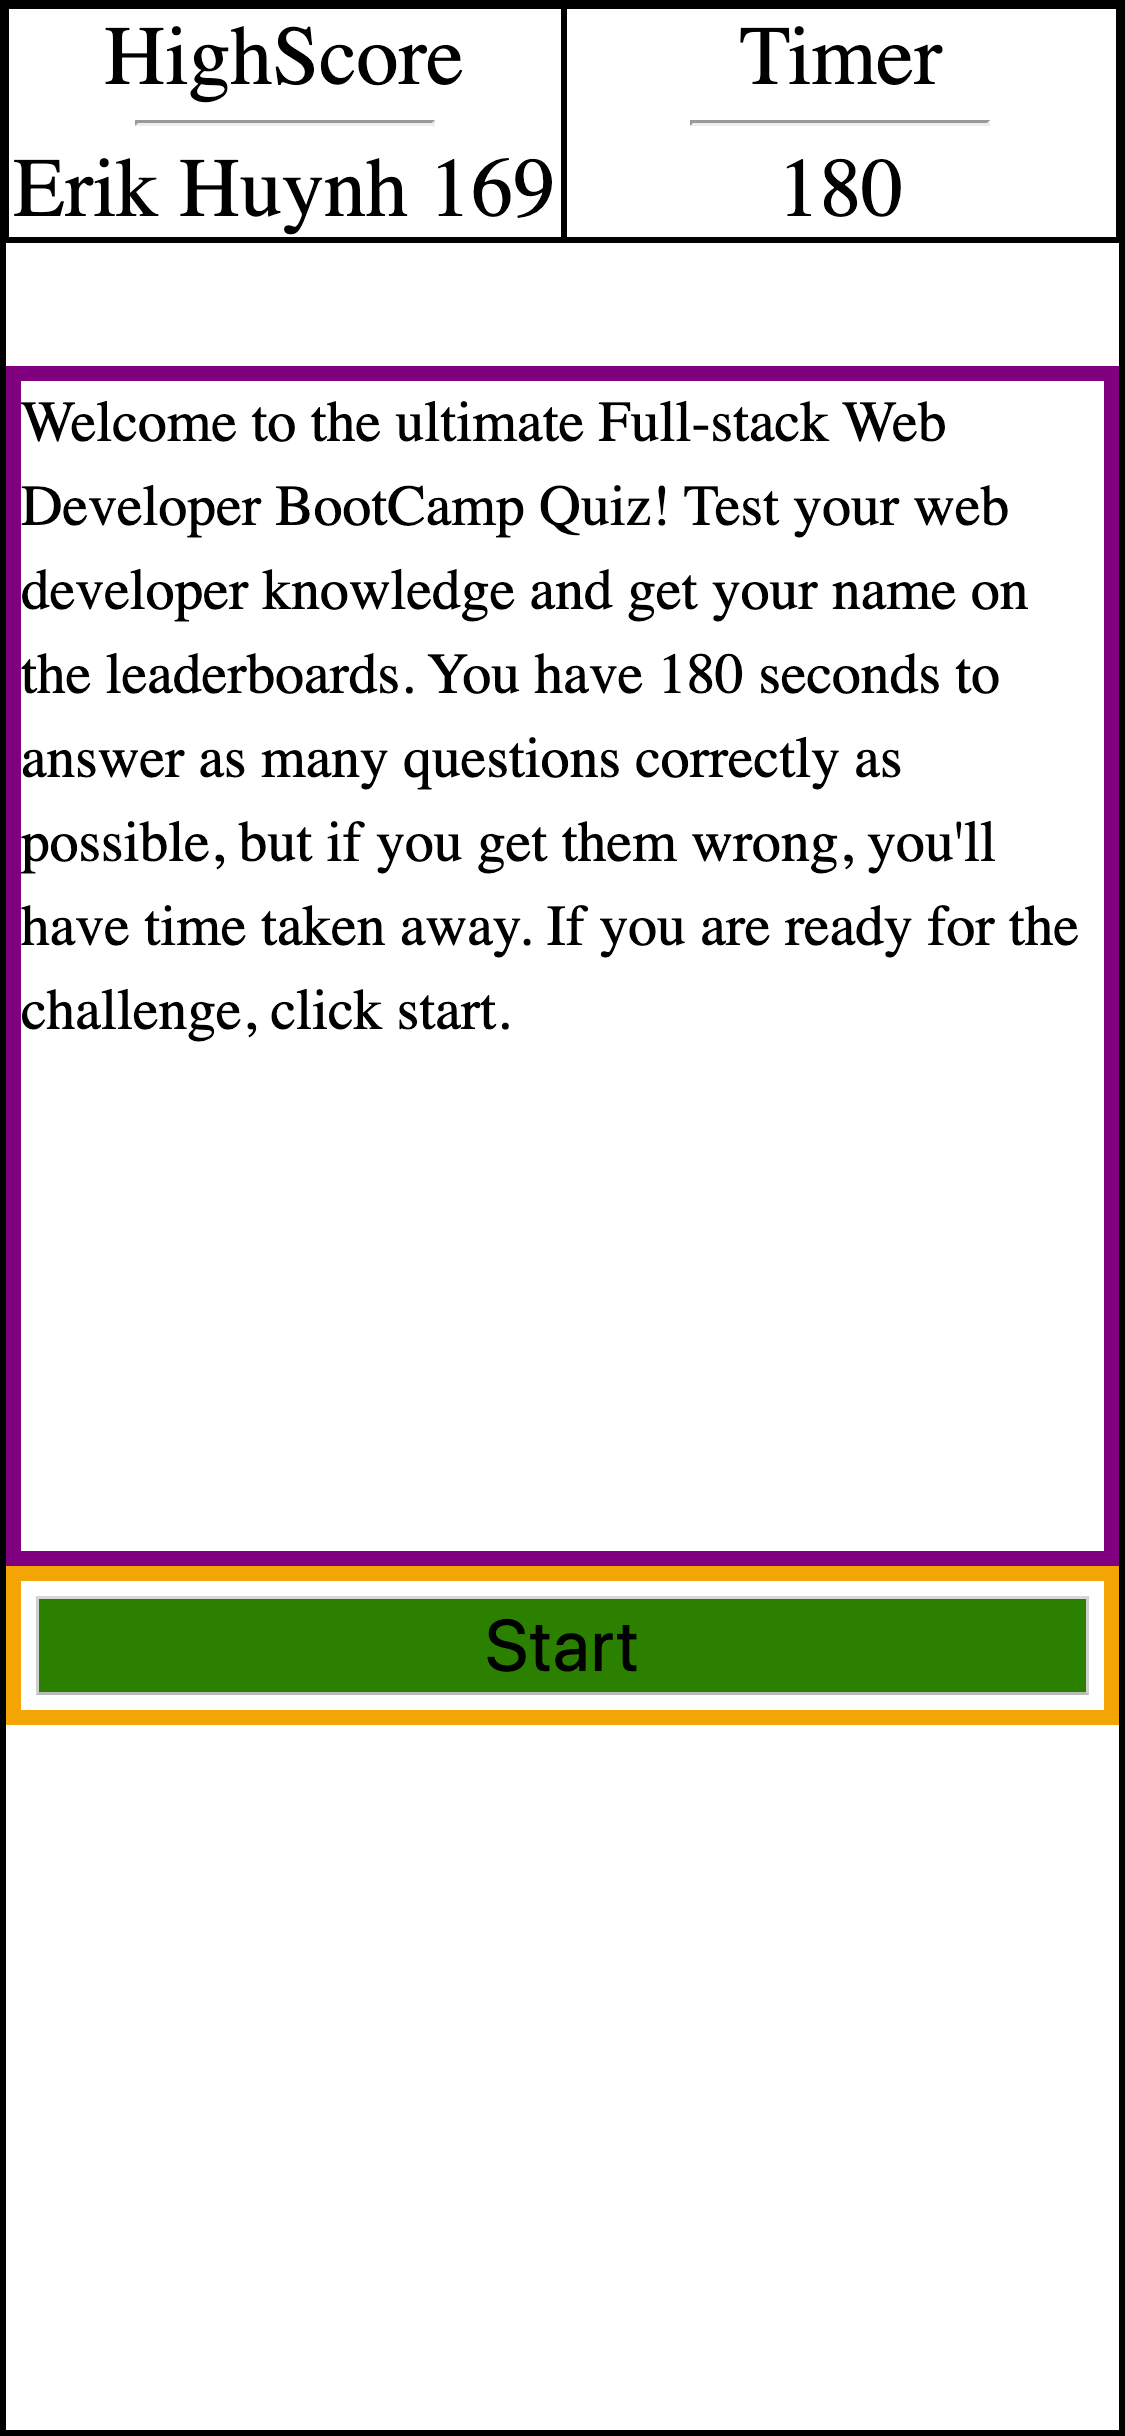 HighScore
Timer
Erik Huynh 169
180
Welcome to the ultimate Full-stack Web
Developer BootCamp Quiz! Test your web
developer knowledge and get your name on
the leaderboards. You have 180 seconds to
answer as many questions correctly as
possible, but if you get them wrong, you'll
have time taken away. If you are ready for the
challenge, click start.
Start